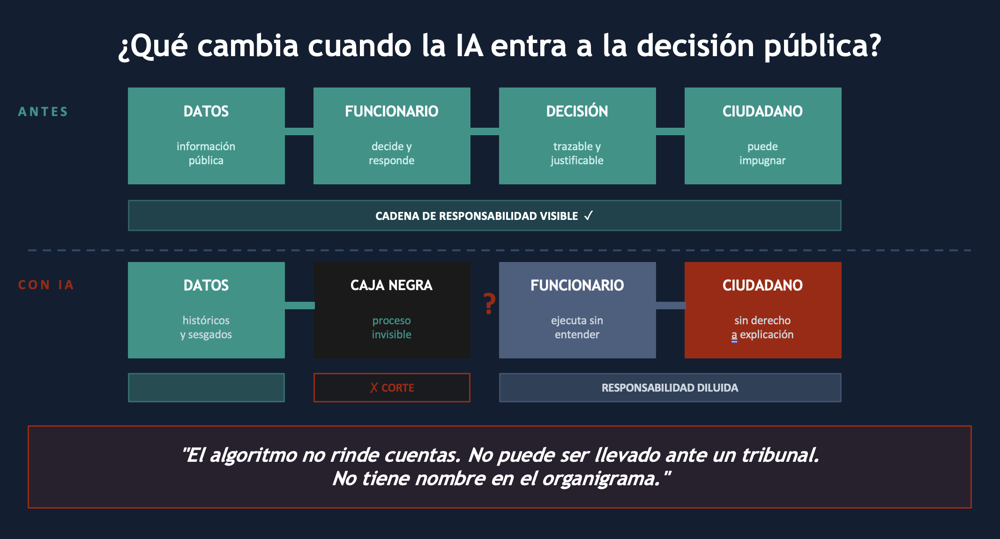 ¿Qué cambia cuando la IA entra a la decisión pública?
ANTES
DATOS
información
pública
FUNCIONARIO
decide y
responde
DECISIÓN
trazable y
justificable
CIUDADANO
puede
impugnar
CADENA DE RESPONSABILIDAD VISIBLE ✓
CON IA
DATOS
históricos
y sesgados
CAJA NEGRA
proceso
invisible
?
FUNCIONARIO
ejecuta sin
entender
CIUDADANO
sin derecho
a explicación
✗ CORTE
RESPONSABILIDAD DILUIDA
"El algoritmo no rinde cuentas. No puede ser llevado ante un tribunal.
No tiene nombre en el organigrama."